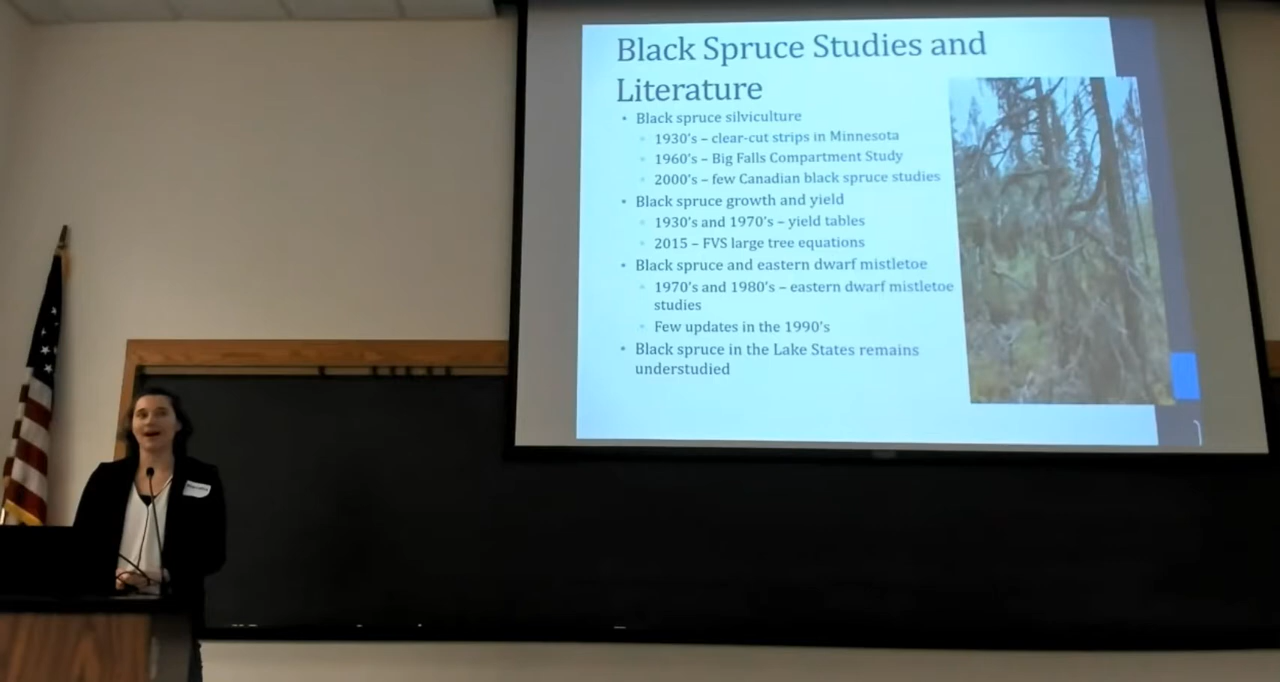 Black Spruce Studies and
Literature
• Black spruce silviculture
• 1930's – clear-cut strips in Minnesota
• 1960's – Big Falls Compartment Study
• 2000's – few Canadian black spruce studies
• Black spruce growth and yield
• 1930's and 1970's – yield tables
• 2015 – FVS large tree equations
• Black spruce and eastern dwarf mistletoe
• 1970's and 1980's – eastern dwarf mistletoe
studies
• Few updates in the 1990's
• Black spruce in the Lake States remains
understudied